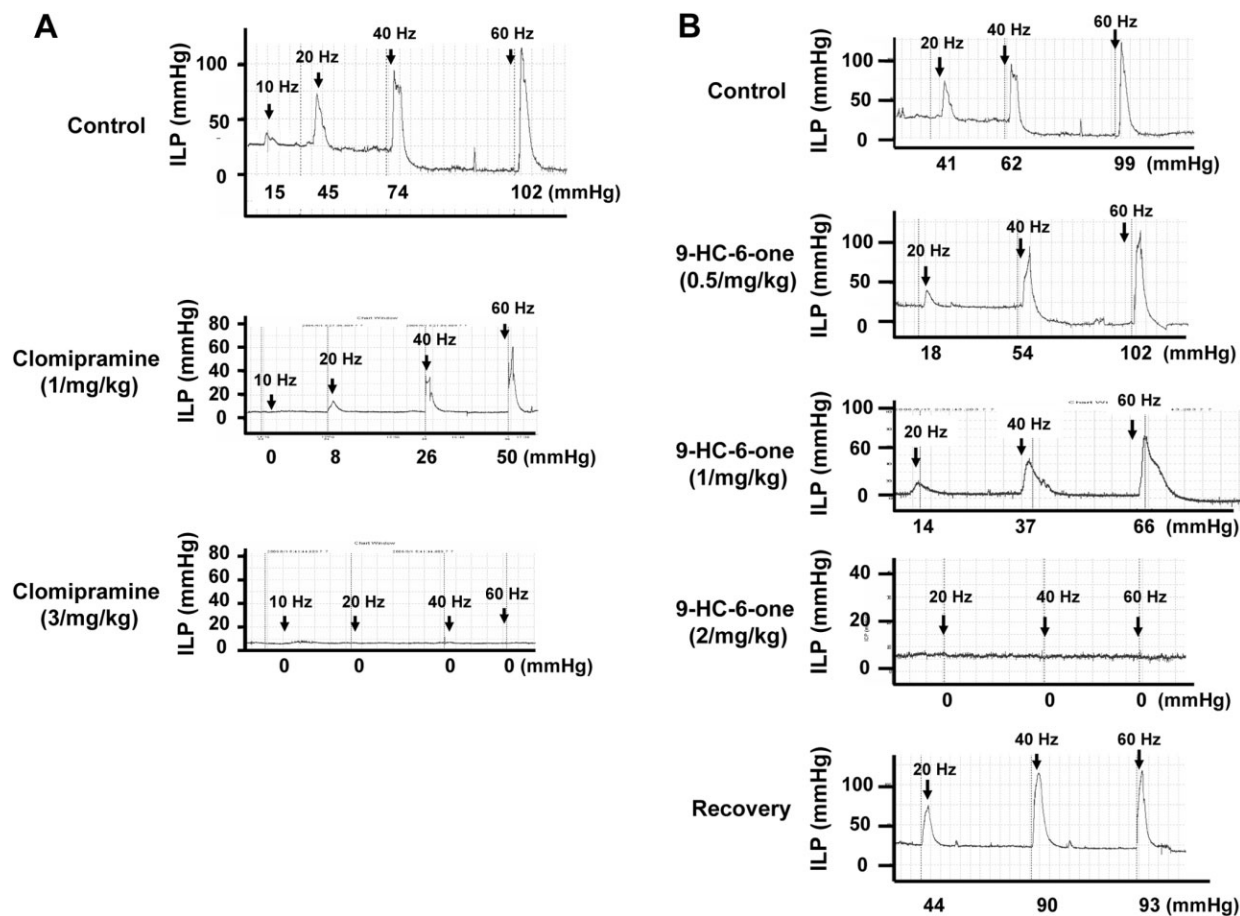 A
Control
ILP (mmHg)
100
50
0
10 Hz
20 Hz
40 Hz
60 Hz
15 45 74 102 (mmHg)
Clomipramine
(1/mg/kg)
ILP (mmHg)
80
60
40
20
0
Chart Window
10 Hz
20 Hz
40 Hz
60 Hz
0 8 26 50 (mmHg)
Clomipramine
(3/mg/kg)
ILP (mmHg)
80
60
40
20
0
Chart Window
10 Hz
20 Hz
40 Hz
60 Hz
0 0 0 0 (mmHg)
B
Control
ILP (mmHg)
100
50
0
20 Hz
40 Hz
60 Hz
41 62 99 (mmHg)
9-HC-6-one
(0.5/mg/kg)
ILP (mmHg)
100
50
0
20 Hz
40 Hz
60 Hz
18 54 102 (mmHg)
9-HC-6-one
(1/mg/kg)
ILP (mmHg)
100
60
40
0
20 Hz
40 Hz
60 Hz
14 37 66 (mmHg)
9-HC-6-one
(2/mg/kg)
ILP (mmHg)
40
20
0
20 Hz
40 Hz
60 Hz
0 0 0 (mmHg)
Recovery
ILP (mmHg)
100
50
0
20 Hz
40 Hz
60 Hz
44 90 93 (mmHg)